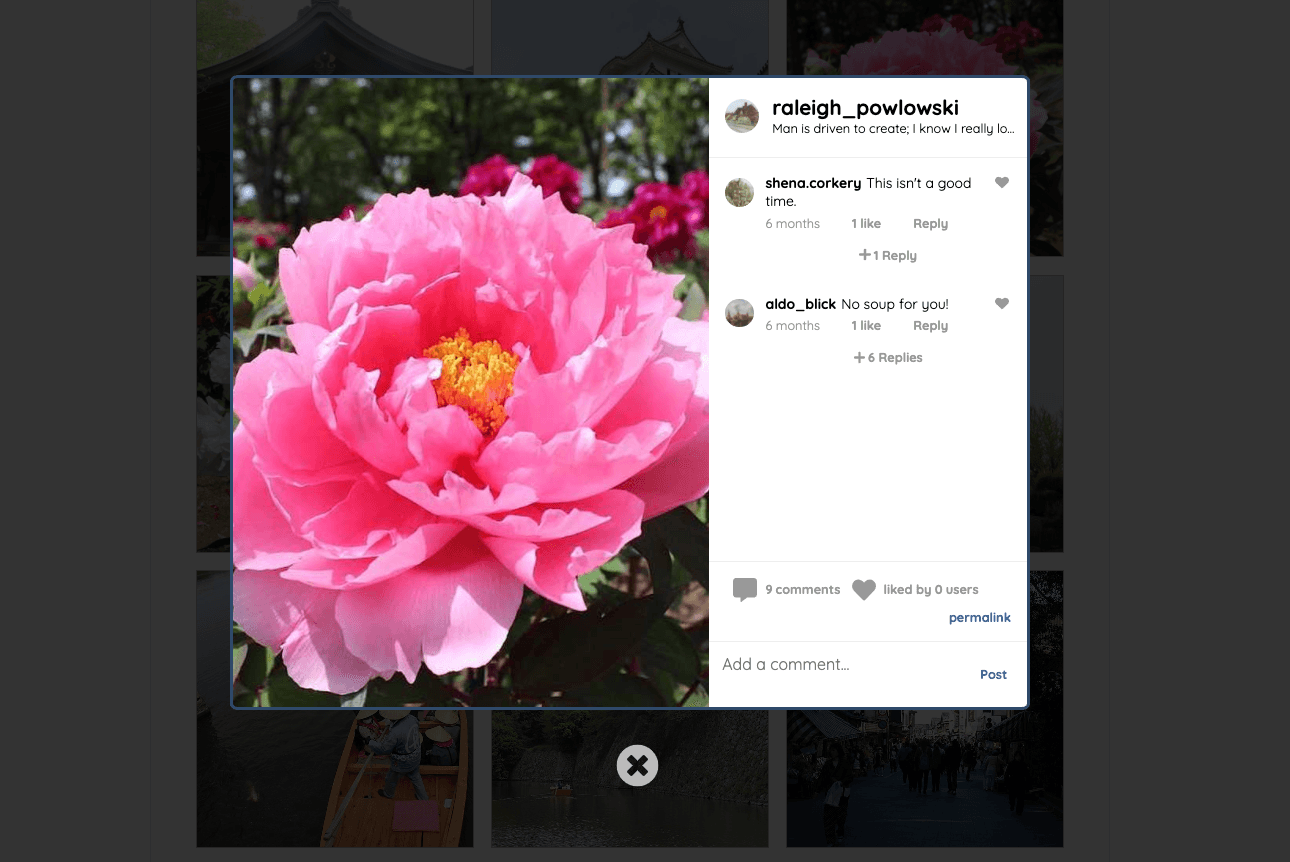 raleigh_powlowski
Man is driven to create; I know I really lo...
shena.corkery This isn't a good
time.
6 months 1 like Reply
1 Reply
aldo_blick No soup for you!
6 months 1 like Reply
6 Replies
9 comments liked by 0 users
permalink
Add a comment...
Post